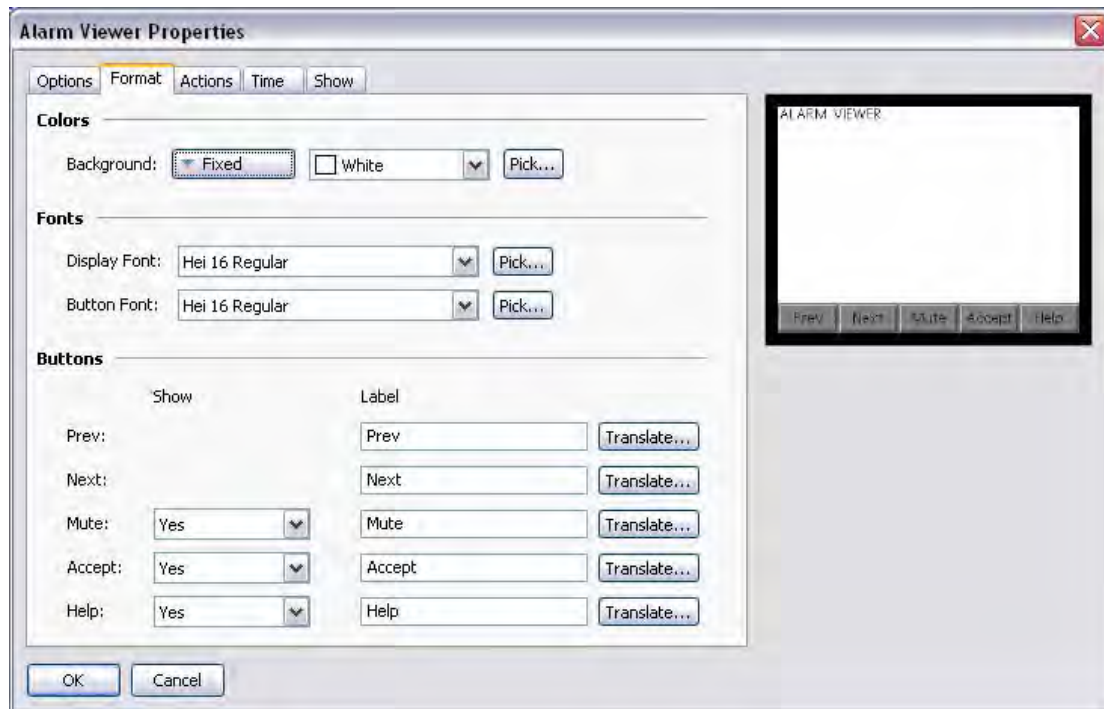 Alarm Viewer Properties
Options Format Actions Time Show
Colors
Background: Fixed White Pick...
Fonts
Display Font: Hei 16 Regular Pick...
Button Font: Hei 16 Regular Pick...
Buttons
Show Label
Prev: Prev Translate...
Next: Next Translate...
Mute: Yes Mute Translate...
Accept: Yes Accept Translate...
Help: Yes Help Translate...
OK Cancel
ALARM VIEWER
Prev Next Mute Accept Help